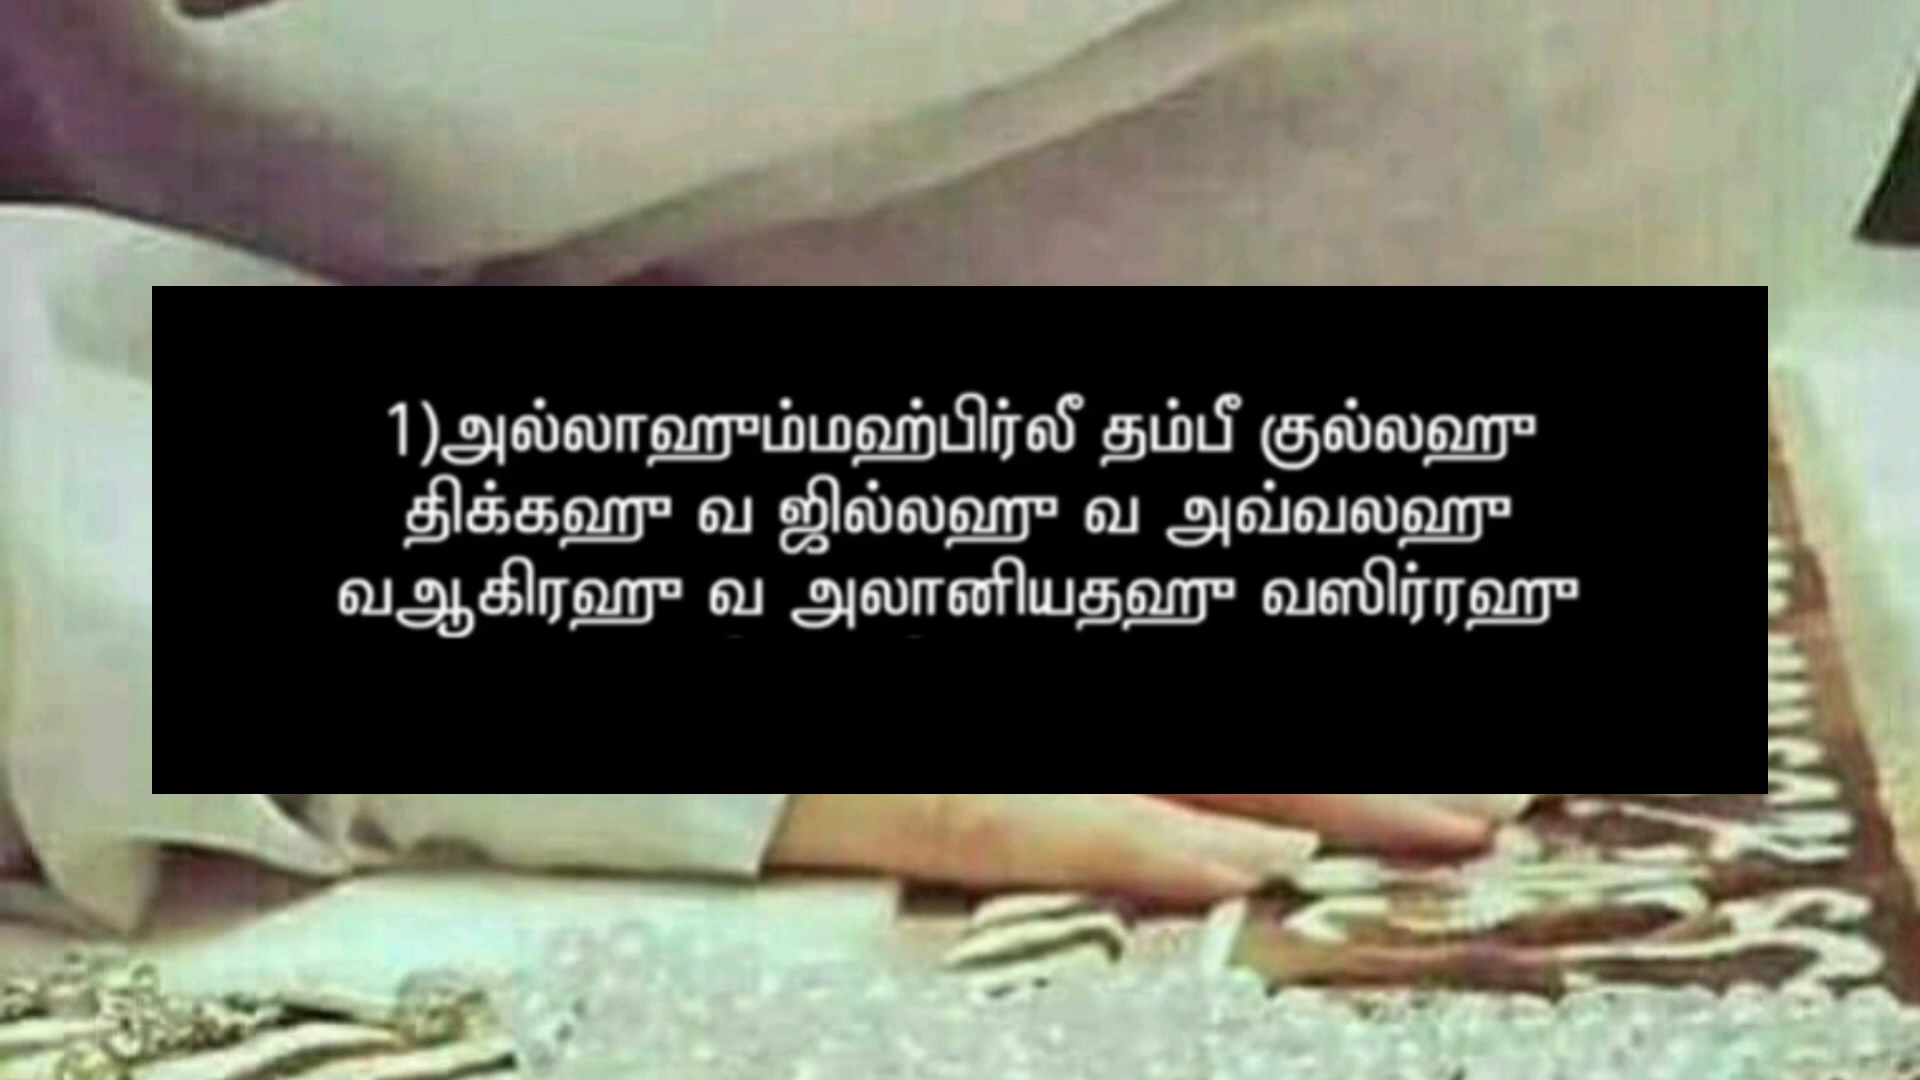 1)அல்லாஹும்மஹ்பிர்லீ தம்பீ குல்லஹு
திக்கஹு வ ஜில்லஹு வ அவ்வலஹு
வஆகிரஹு வ அலானியதஹு வஸிர்ரஹு